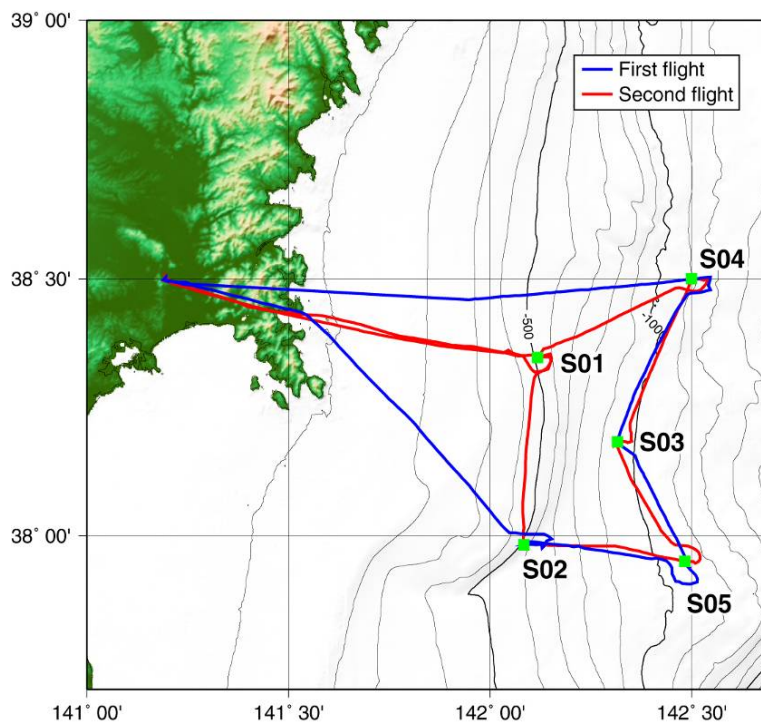 39° 00'
First flight
Second flight
S04
38° 30'
-500
-1000
S01
S03
38° 00'
S02
S05
141° 00'
141° 30'
142° 00'
142° 30'